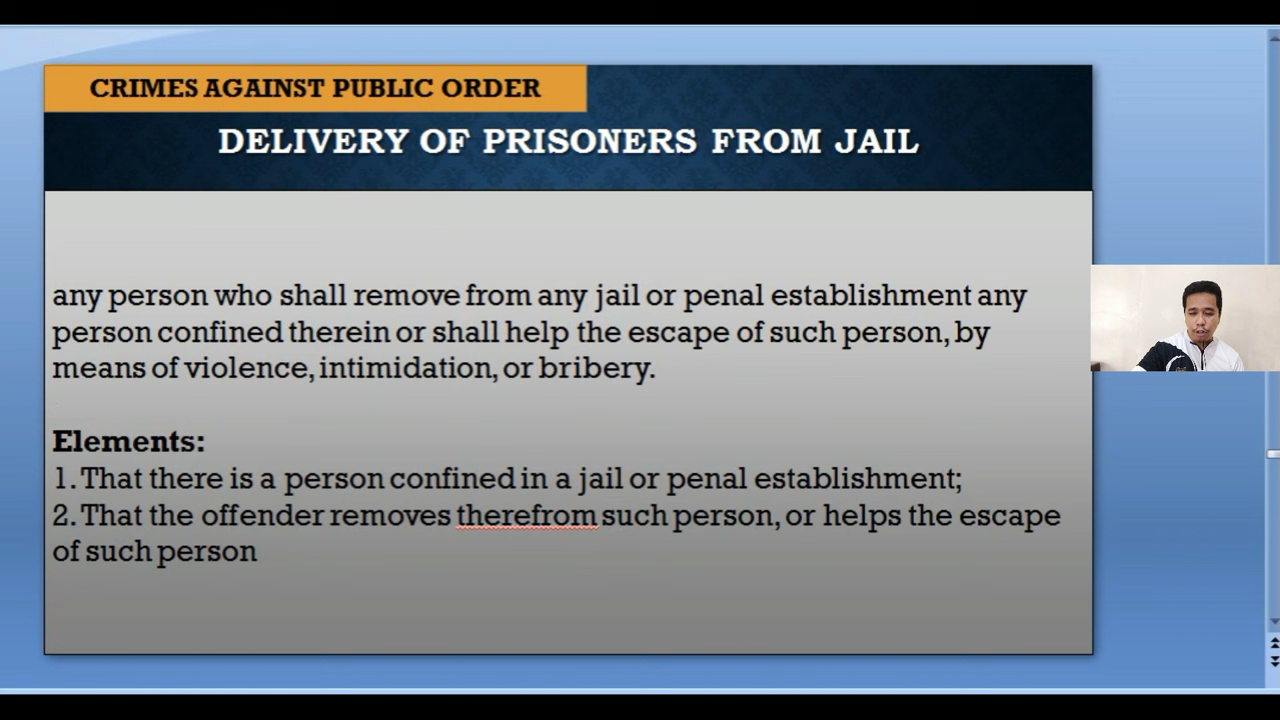 CRIMES AGAINST PUBLIC ORDER
DELIVERY OF PRISONERS FROM JAIL
any person who shall remove from any jail or penal establishment any
person confined therein or shall help the escape of such person, by
means of violence, intimidation, or bribery.
Elements:
1. That there is a person confined in a jail or penal establishment;
2. That the offender removes therefrom such person, or helps the escape
of such person